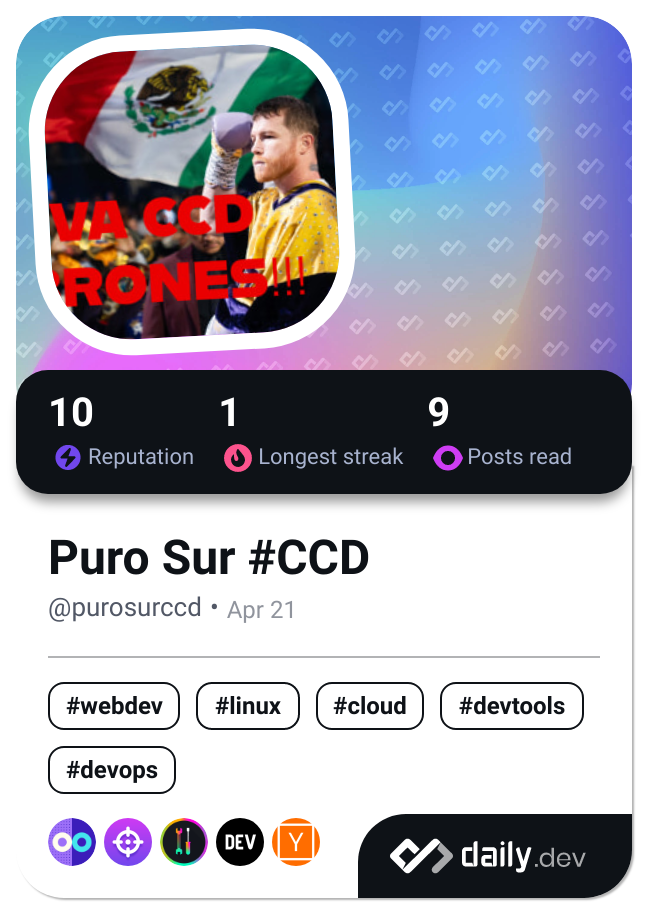 VA CCD
RONES!!!
10
1
9
Reputation
Longest streak
Posts read
Puro Sur #CCD
@purosurccd • Apr 21
#webdev
#linux
#cloud
#devtools
#devops
DEV
Y
daily.dev